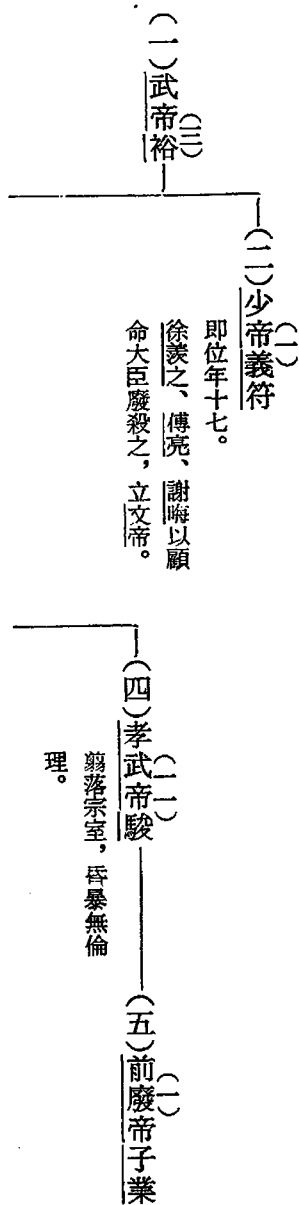 （一）武帝裕（三）
（二）少帝義符（一）
即位年十七。
徐羨之、傅亮、謝晦以顧
命大臣廢殺之，立文帝。
（四）孝武帝駿（一一）
翦落宗室，昏暴無倫
理。
（五）前廢帝子業（一）